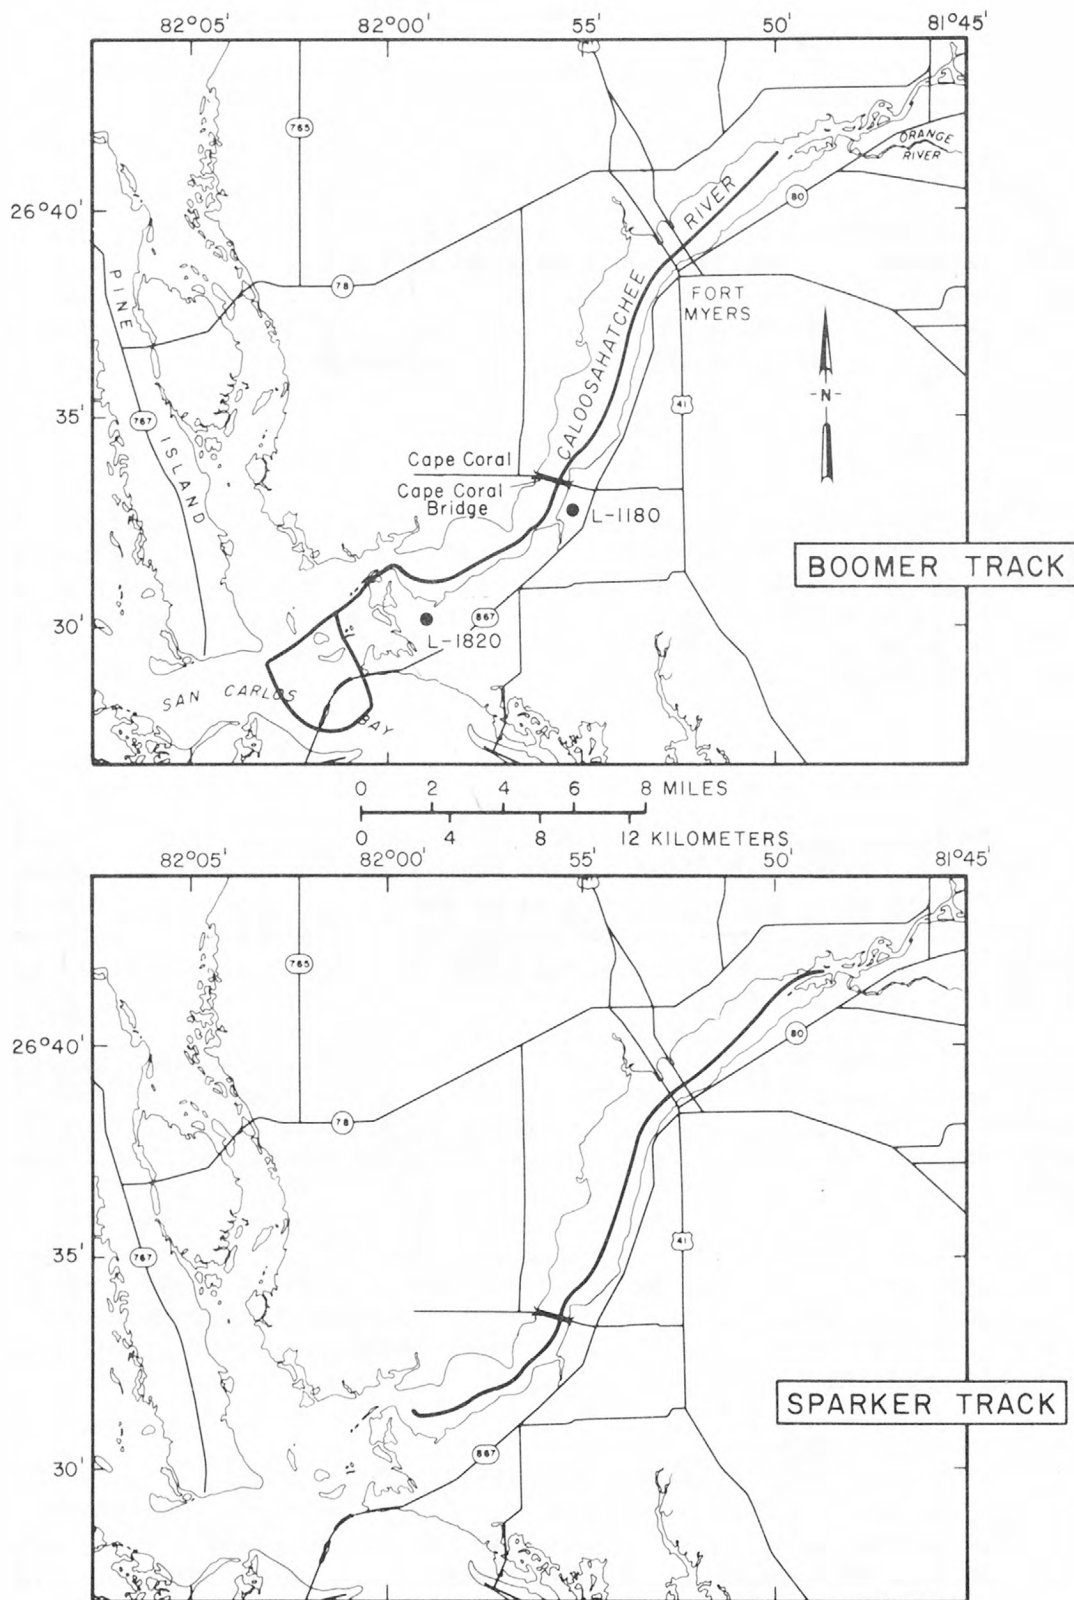 82°05' 82°00' 55' 50' 81°45'
765
ORANGE
RIVER
80
26°40'
RIVER
PINE
78
CALOOSAHATCHEE
FORT
MYERS
-N-
41
35'
767
ISLAND
Cape Coral
Cape Coral
Bridge
L-1180
BOOMER TRACK
30'
867
L-1820
SAN CARLOS
BAY
0 2 4 6 8 MILES
0 4 8 12 KILOMETERS
82°05' 82°00' 55' 50' 81°45'
765
80
26°40'
78
41
35'
767
SPARKER TRACK
30'
867